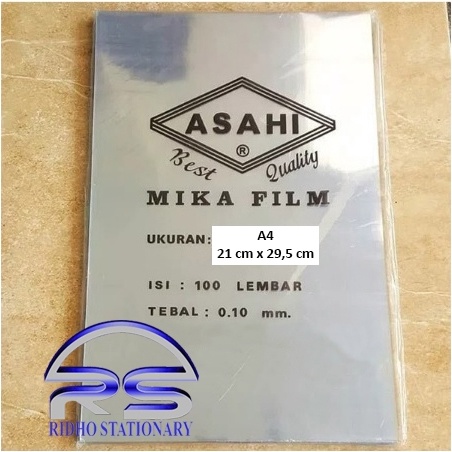 ASAHI
®
Best Quality
MIKA FILM
UKURAN: A4
21 cm x 29,5 cm
ISI : 100 LEMBAR
TEBAL : 0.10 mm.
RS
RIDHO STATIONARY